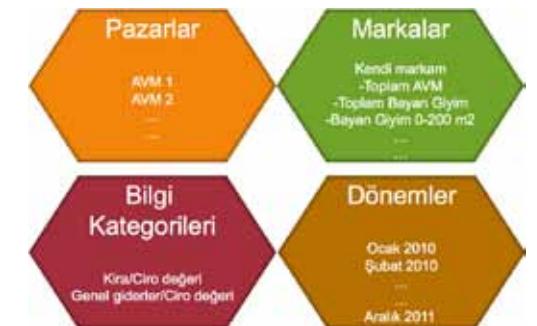 Pazarlar
AVM 1
AVM 2
...
...
Markalar
Kendi markam
-Toplam AVM
-Toplam Bayan Giyim
-Bayan Giyim 0-200 m2
...
...
Bilgi
Kategorileri
Kira/Ciro değeri
Genel giderler/Ciro değeri
Dönemler
Ocak 2010
Şubat 2010
...
...
Aralık 2011